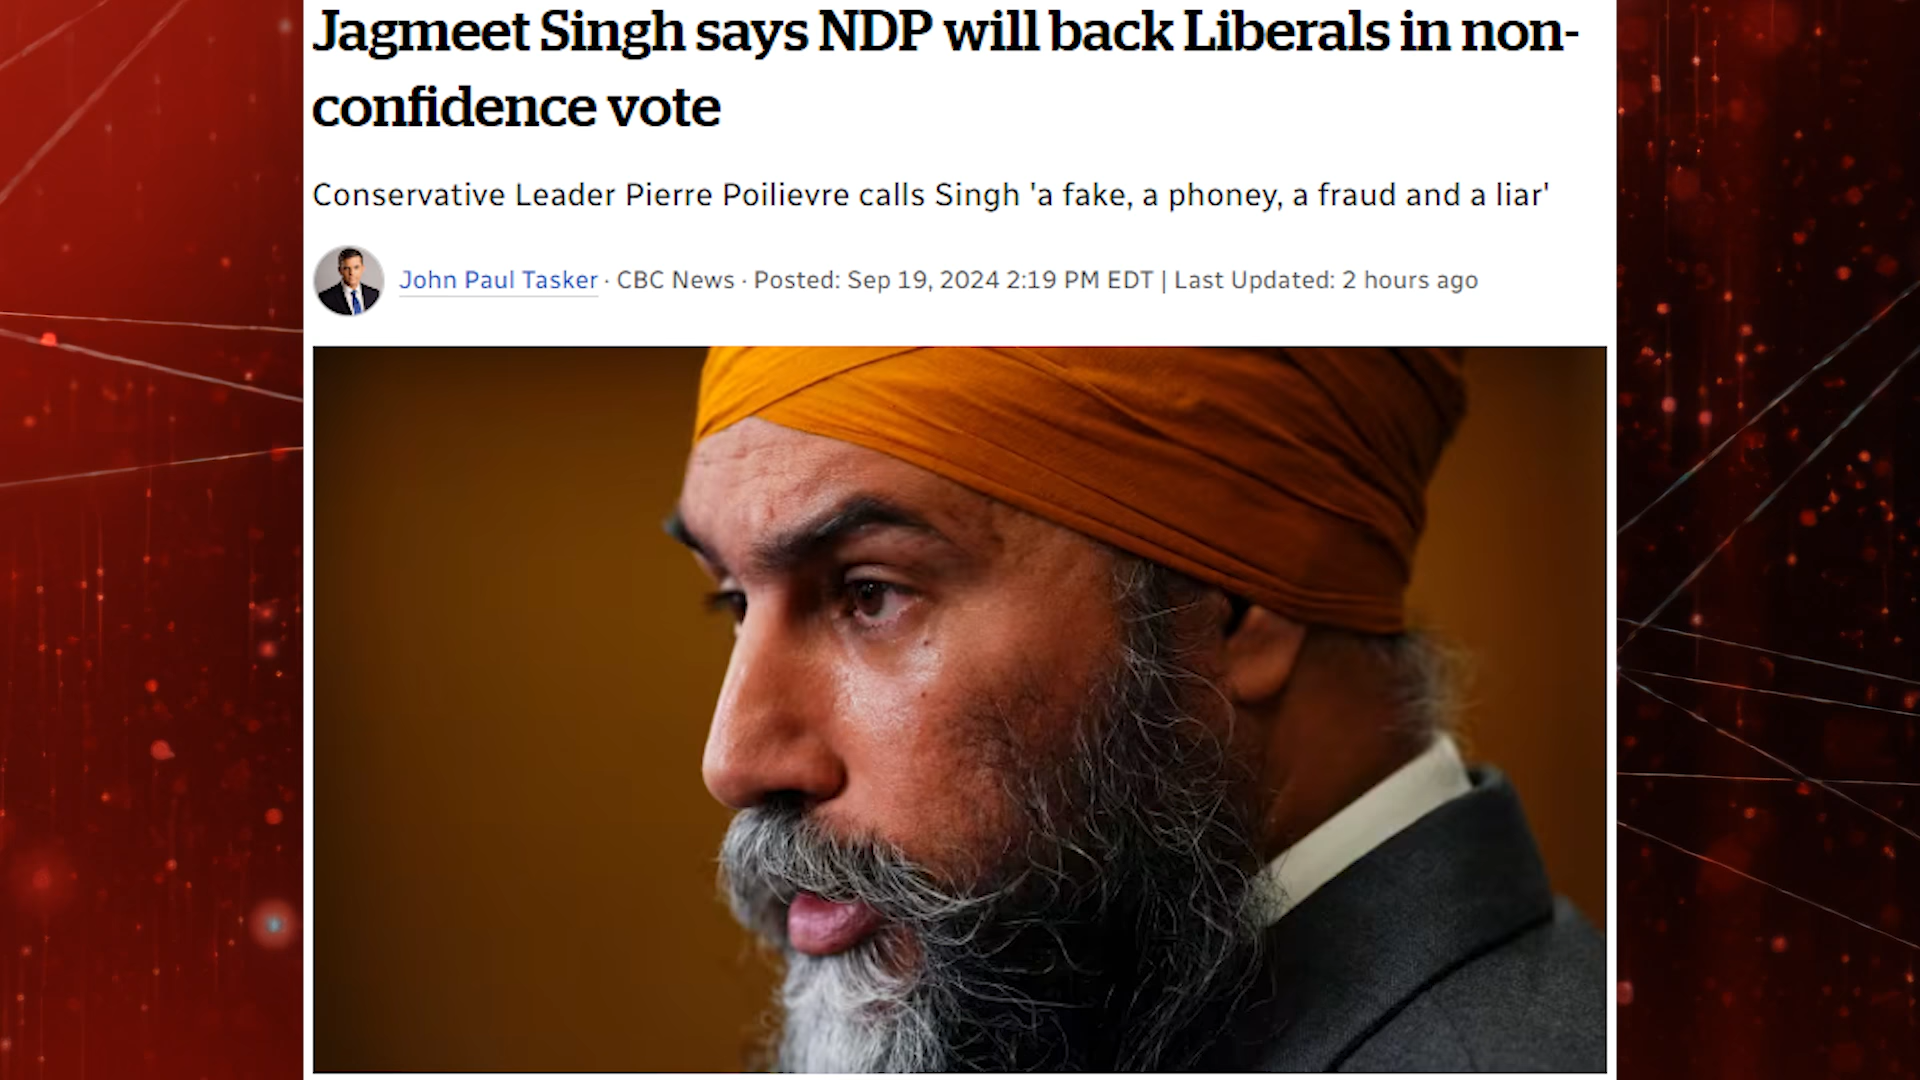 Jagmeet Singh says NDP will back Liberals in non-
confidence vote
Conservative Leader Pierre Poilievre calls Singh 'a fake, a phoney, a fraud and a liar'
John Paul Tasker · CBC News · Posted: Sep 19, 2024 2:19 PM EDT | Last Updated: 2 hours ago